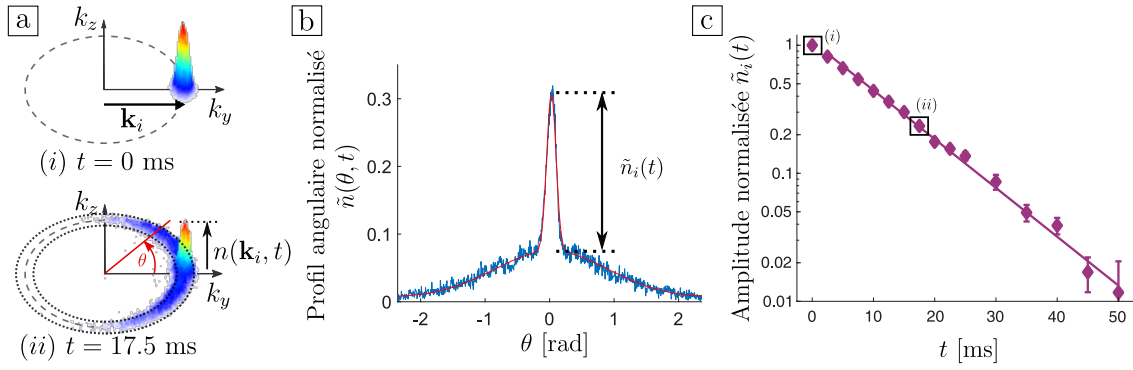 a
k_z
k_y
𝐤_i
(i) t = 0 ms
k_z
θ
n(𝐤_i, t)
k_y
(ii) t = 17.5 ms
b
Profil angulaire normalisé
ñ(θ, t)
0.3
0.2
0.1
0
-2
-1
0
1
2
θ [rad]
ñ_i(t)
c
Amplitude normalisée ñ_i(t)
1
0.5
0.2
0.1
0.05
0.02
0.01
(i)
(ii)
0
10
20
30
40
50
t [ms]